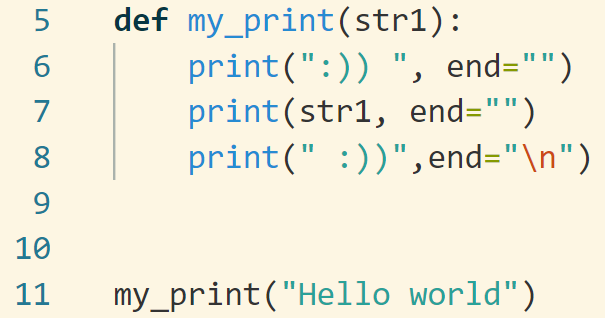 5 def my_print(str1):
6     print(":)) ", end="")
7     print(str1, end="")
8     print(" :))",end="\n")
9
10
11 my_print("Hello world")